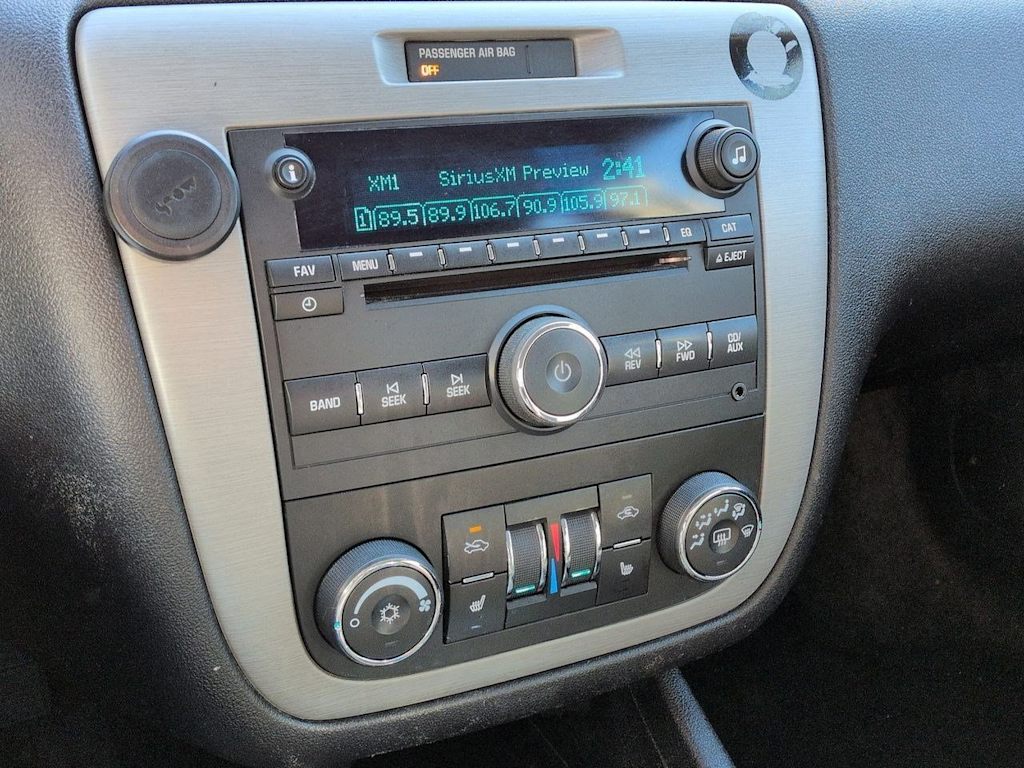 PASSENGER AIR BAG
OFF
XM1 SiriusXM Preview 2:41
1 89.5 89.9 106.7 90.9 105.9 97.1
i
FAV MENU EQ CAT
EJECT
BAND SEEK SEEK REV FWD CD/
AUX